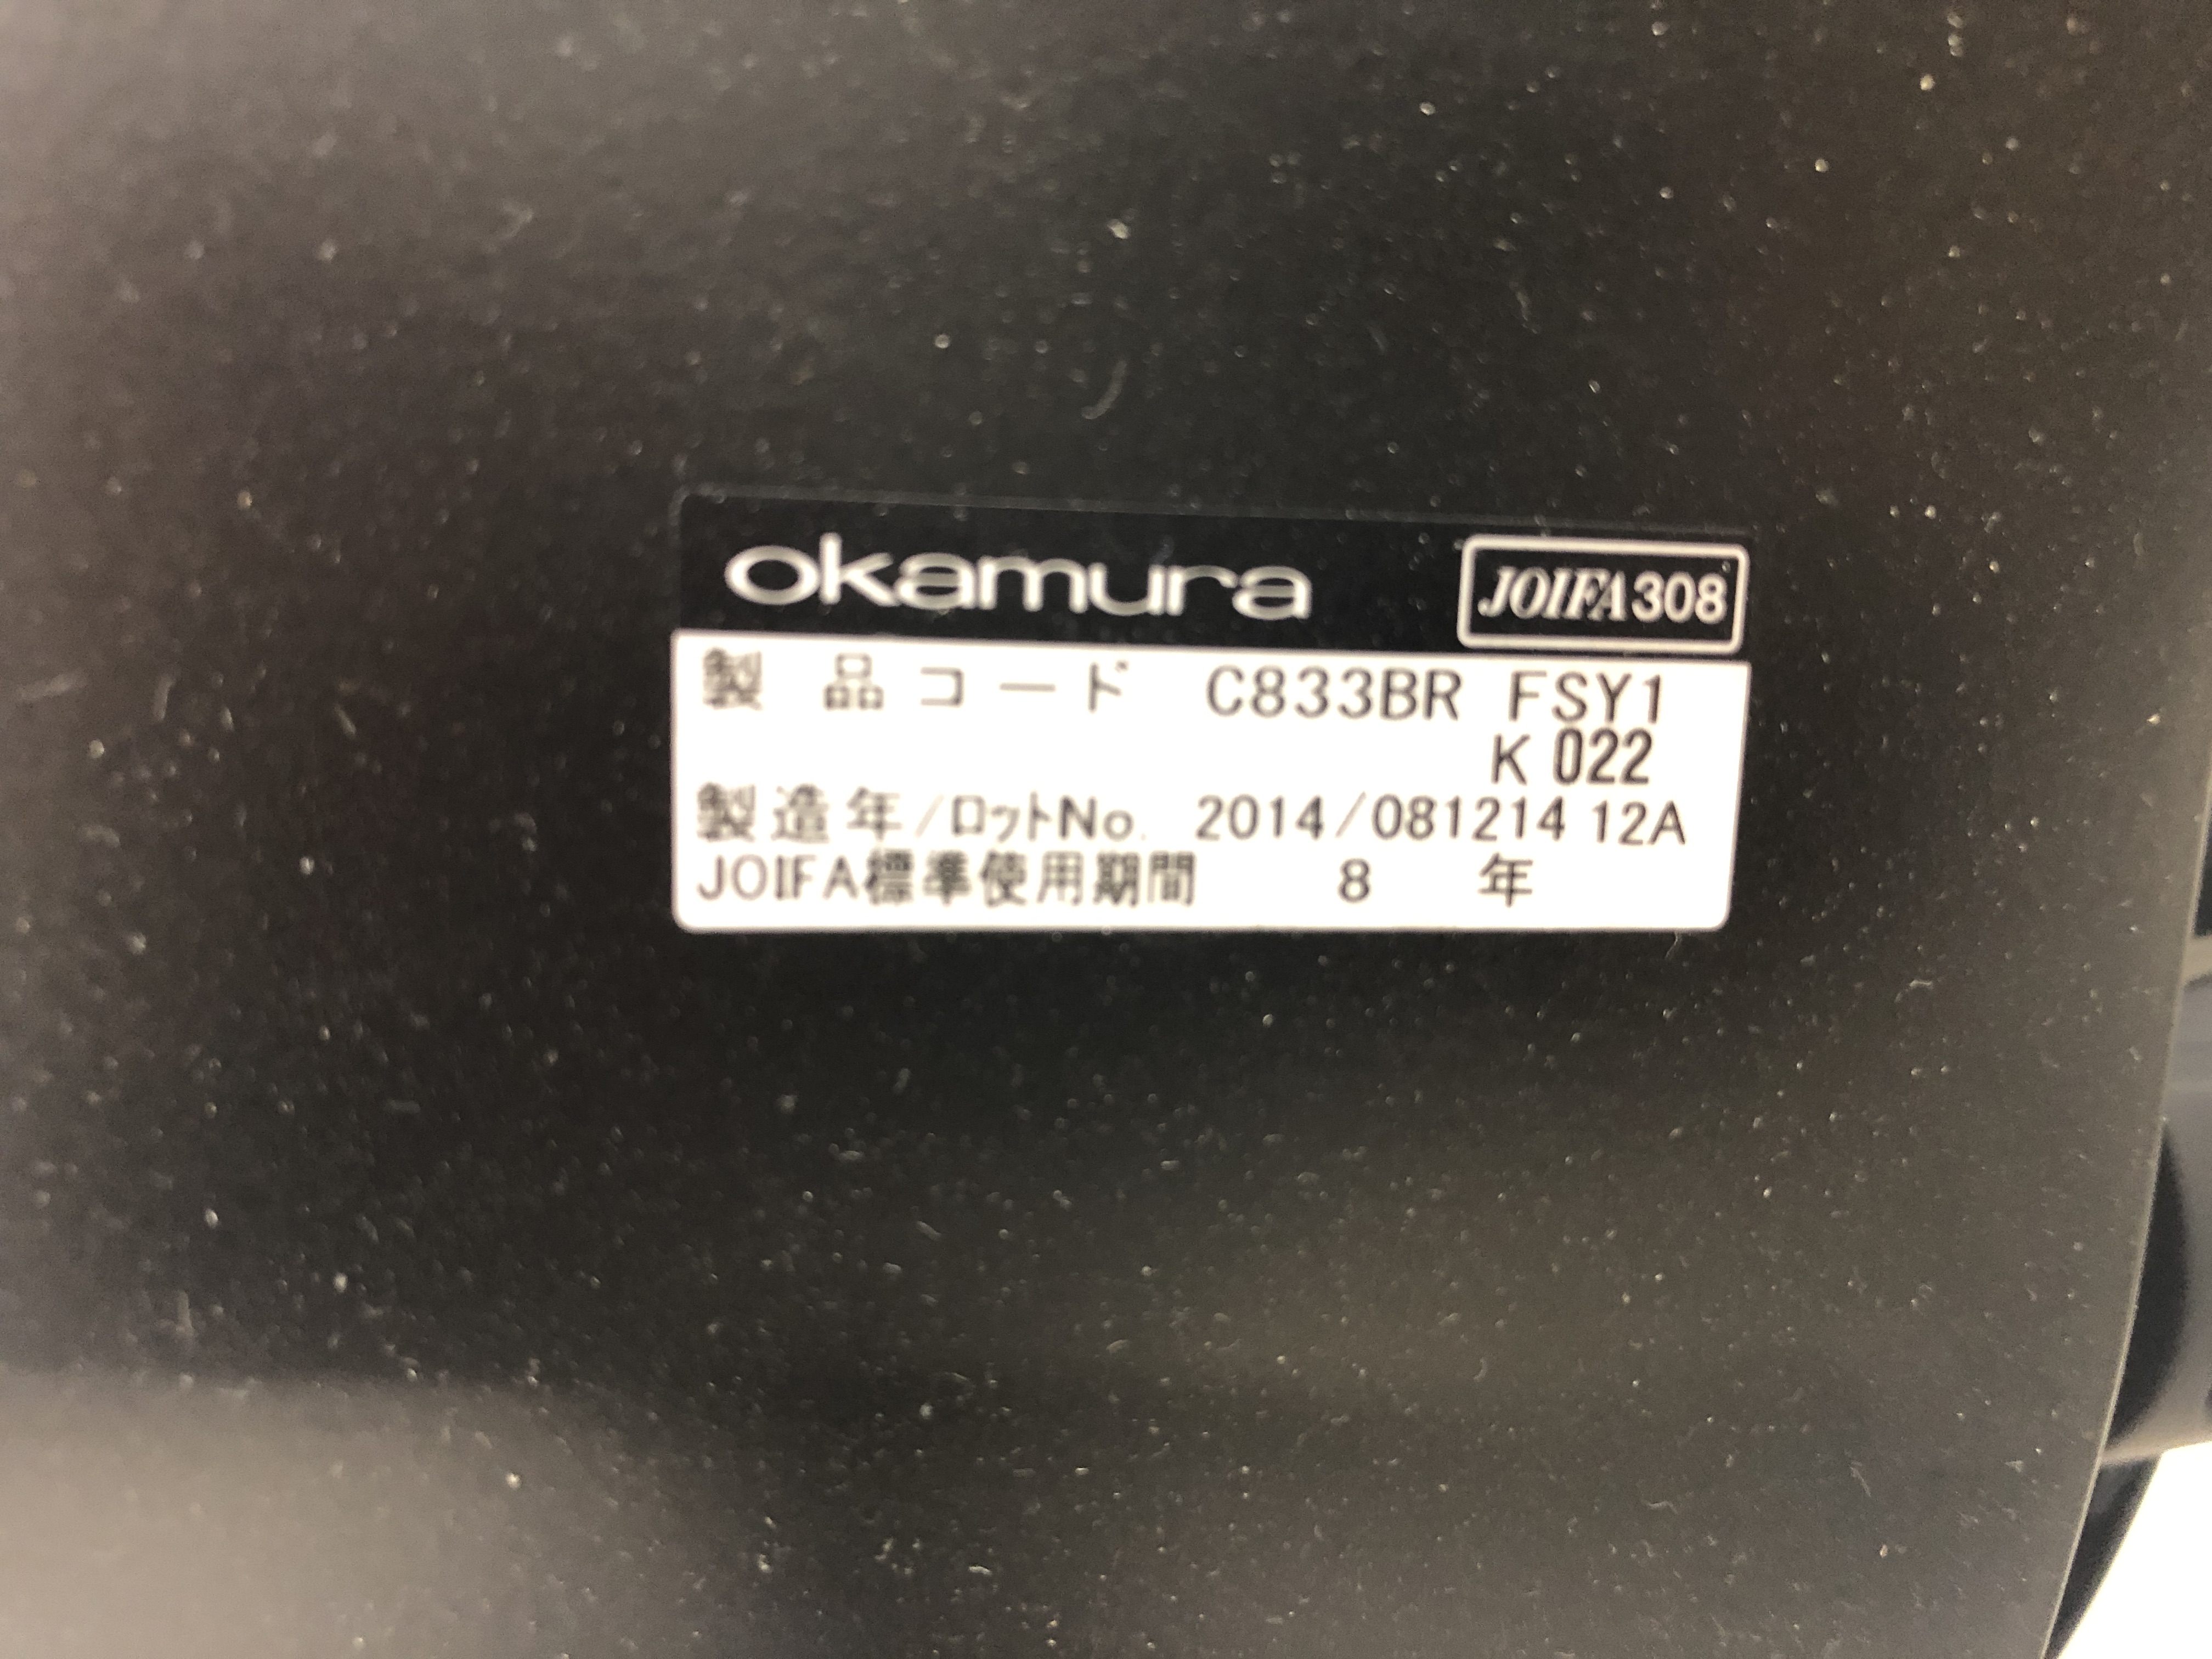 okamura JOIFA308
製品コード C833BR FSY1
K 022
製造年/ロットNo. 2014/081214 12A
JOIFA標準使用期間 8 年